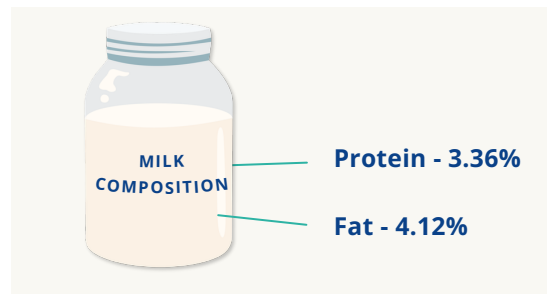 MILK
COMPOSITION
Protein - 3.36%
Fat - 4.12%